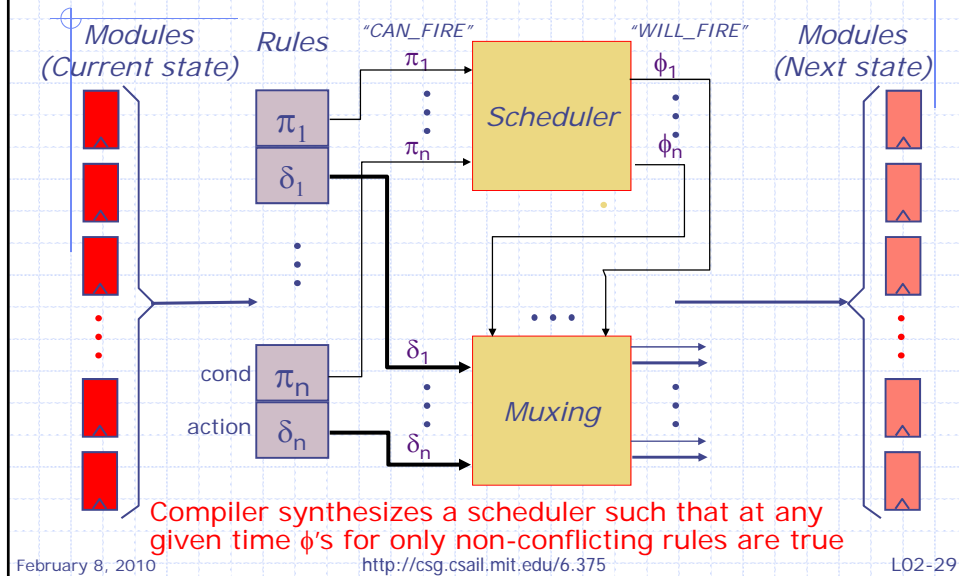 Modules
(Current state)
Rules
“CAN_FIRE”
“WILL_FIRE”
Modules
(Next state)
π1
πn
Scheduler
ϕ1
ϕn
π1
δ1
cond
πn
action
δn
δ1
δn
Muxing
Compiler synthesizes a scheduler such that at any
given time ϕ's for only non-conflicting rules are true
February 8, 2010
http://csg.csail.mit.edu/6.375
L02-29